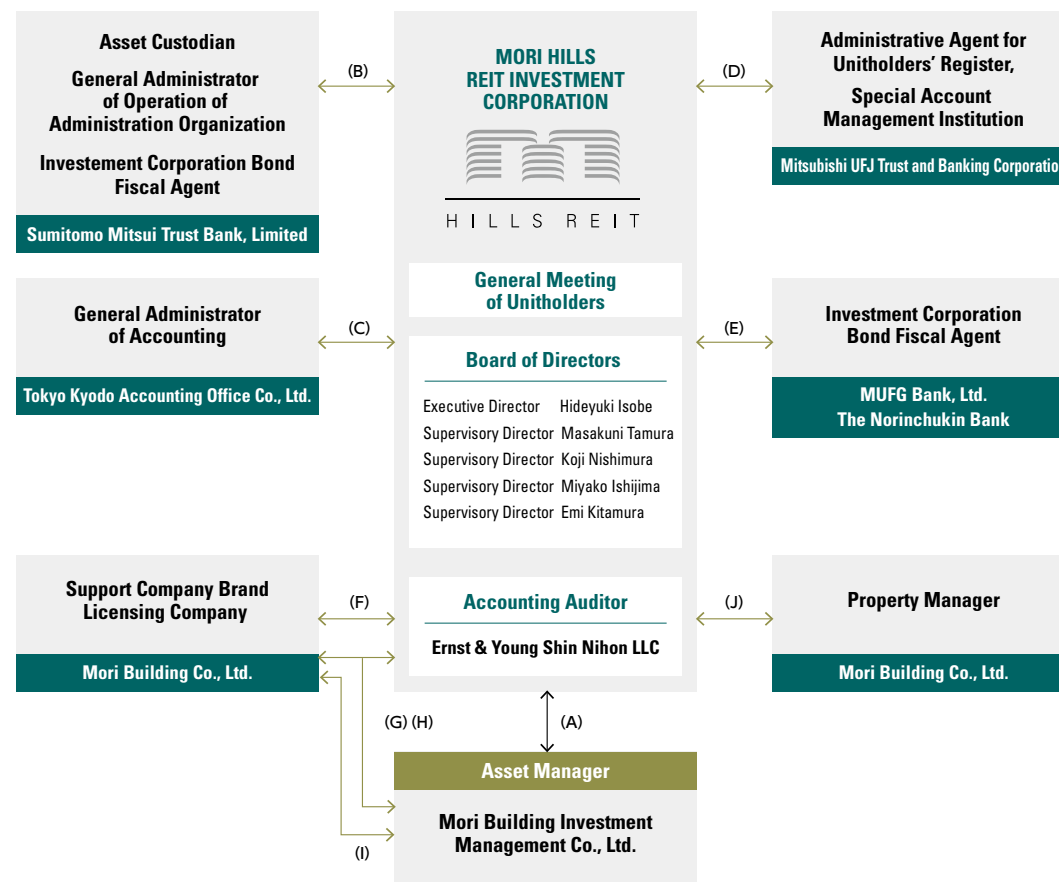 Asset Custodian
General Administrator
of Operation of
Administration Organization
Investement Corporation Bond
Fiscal Agent
Sumitomo Mitsui Trust Bank, Limited
(B)
MORI HILLS
REIT INVESTMENT
CORPORATION
HILLS REIT
(D)
Administrative Agent for
Unitholders' Register,
Special Account
Management Institution
Mitsubishi UFJ Trust and Banking Corporatio
General Meeting
of Unitholders
General Administrator
of Accounting
Tokyo Kyodo Accounting Office Co., Ltd.
(C)
Board of Directors
Executive Director Hideyuki Isobe
Supervisory Director Masakuni Tamura
Supervisory Director Koji Nishimura
Supervisory Director Miyako Ishijima
Supervisory Director Emi Kitamura
(E)
Investment Corporation
Bond Fiscal Agent
MUFG Bank, Ltd.
The Norinchukin Bank
Support Company Brand
Licensing Company
Mori Building Co., Ltd.
(F)
Accounting Auditor
Ernst & Young Shin Nihon LLC
(J)
Property Manager
Mori Building Co., Ltd.
(G) (H)
(A)
(I)
Asset Manager
Mori Building Investment
Management Co., Ltd.